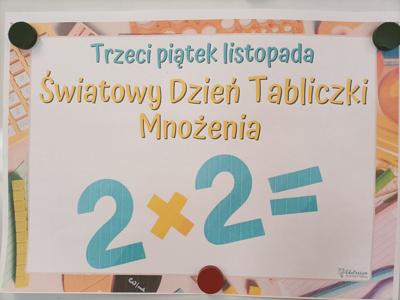 Trzeci piątek listopada
Światowy Dzień Tabliczki
Mnożenia
2×2=